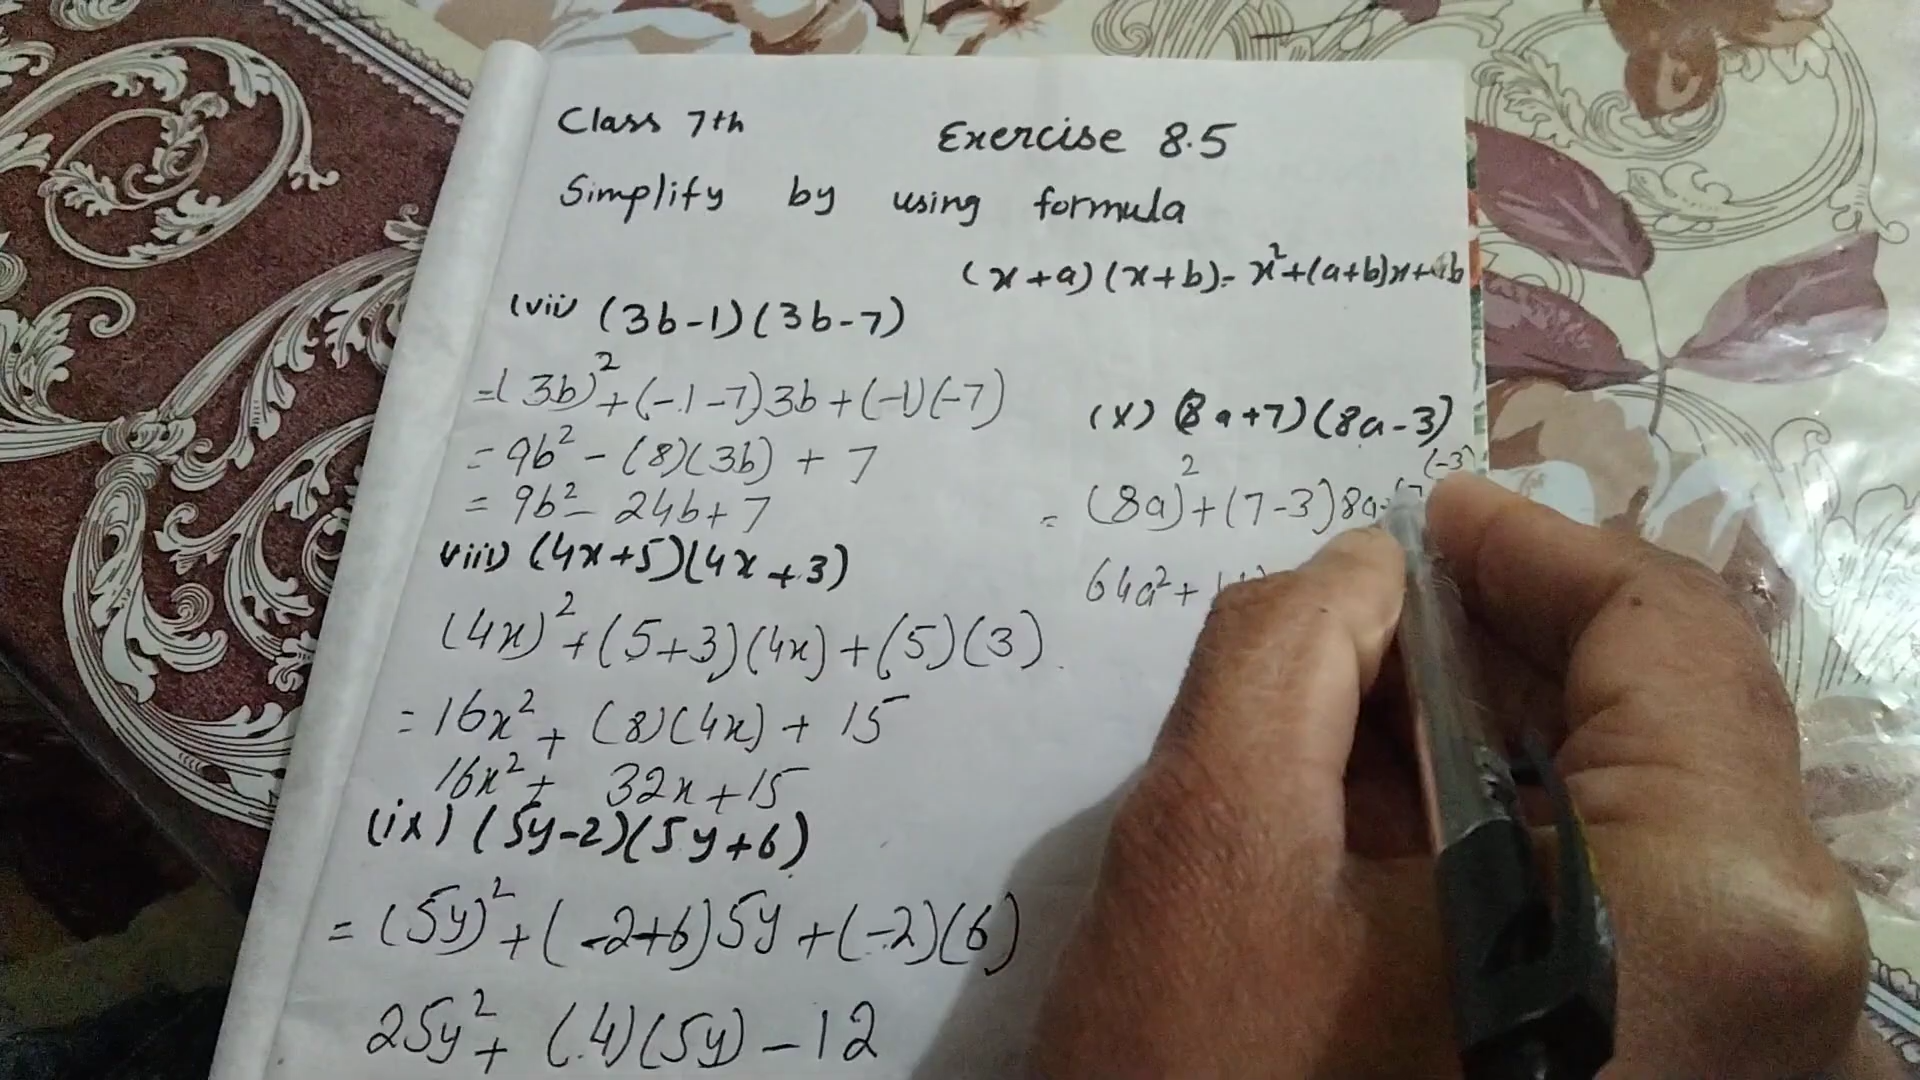 Class 7th Exercise 8.5
Simplify by using formula
(x+a)(x+b)= x²+(a+b)x+ab
(vii) (3b-1)(3b-7)
=(3b)²+(-1-7)3b+(-1)(-7)
= 9b² - (8)(3b) + 7
= 9b² - 24b+7
viii) (4x+5)(4x+3)
(4x)²+(5+3)(4x)+(5)(3)
= 16x² + (8)(4x) + 15
16x² + 32x+15
(ix) (5y-2)(5y+6)
= (5y)²+(-2+6)5y+(-2)(6)
25y² + (4)(5y) - 12
(x) (8a+7)(8a-3)
= (8a)²+(7-3)8a+(7 (-3)
64a² +